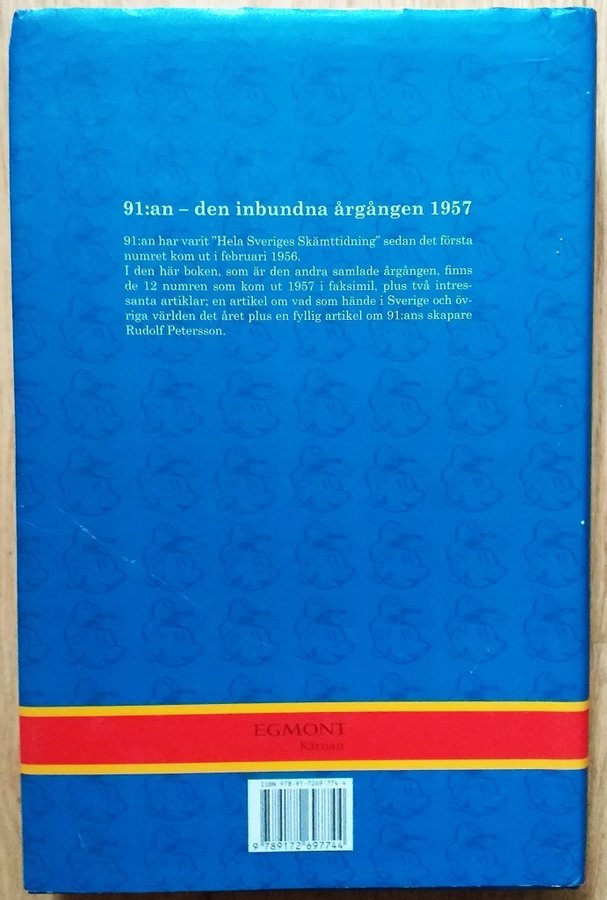 91:an – den inbundna årgången 1957
91:an har varit ”Hela Sveriges Skämttidning” sedan det första
numret kom ut i februari 1956.
I den här boken, som är den andra samlade årgången, finns
de 12 numren som kom ut 1957 i faksimil, plus två intres-
santa artiklar; en artikel om vad som hände i Sverige och öv-
riga världen det året plus en fyllig artikel om 91:ans skapare
Rudolf Petersson.
EGMONT
Kärnan
ISBN 978 91-7269 774-4
9 789172 697744